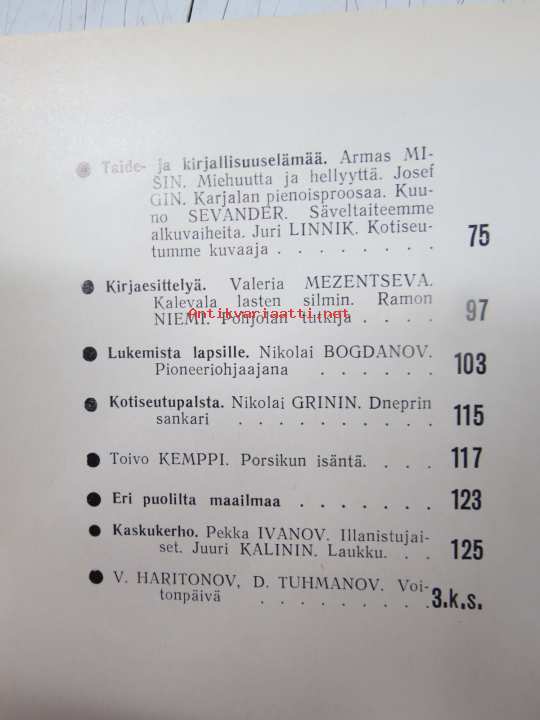 Taide- ja kirjallisuuselämää. Armas MI-
ŠIN. Miehuutta ja hellyyttä. Josef
GIN. Karjalan pienoisproosaa. Kuu-
no SEVANDER. Säveltaiteemme
alkuvaiheita. Juri LINNIK. Kotiseu-
tumme kuvaaja . . . . . . . . 75
Kirjaesittelyä. Valeria MEZENTSEVA.
Kalevala lasten silmin. Ramon
NIEMI. Pohjolan tutkija . . . . 97
Antikvariaatti.net
Lukemista lapsille. Nikolai BOGDANOV.
Pioneeriohjaajana . . . . . . 103
Kotiseutupalsta. Nikolai GRININ. Dneprin
sankari . . . . . . . . . . 115
Toivo KEMPPI. Porsikun isäntä. . . . 117
Eri puolilta maailmaa . . . . . . . 123
Kaskukerho. Pekka IVANOV. Illanistujai-
set. Juuri KALININ. Laukku. . . 125
V. HARITONOV, D. TUHMANOV. Voi-
tonpäivä . . . . . . . . . 3.k.s.